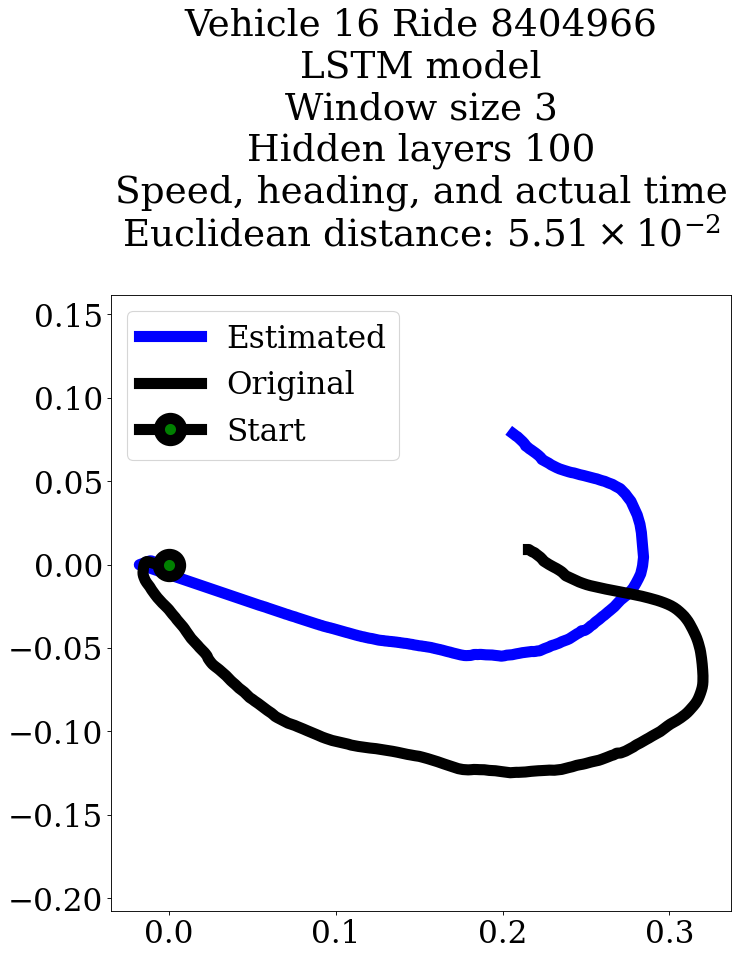 Vehicle 16 Ride 8404966
LSTM model
Window size 3
Hidden layers 100
Speed, heading, and actual time
Euclidean distance: 5.51 × 10⁻²
Estimated
Original
Start
0.15
0.10
0.05
0.00
−0.05
−0.10
−0.15
−0.20
0.0 0.1 0.2 0.3